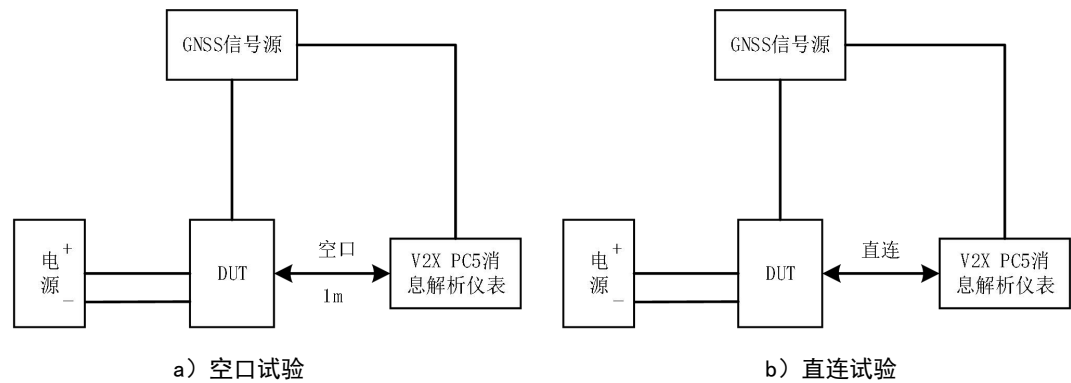 GNSS信号源
电
源
+
—
DUT
空口
1m
V2X PC5消
息解析仪表
a）空口试验
GNSS信号源
电
源
+
—
DUT
直连
V2X PC5消
息解析仪表
b）直连试验